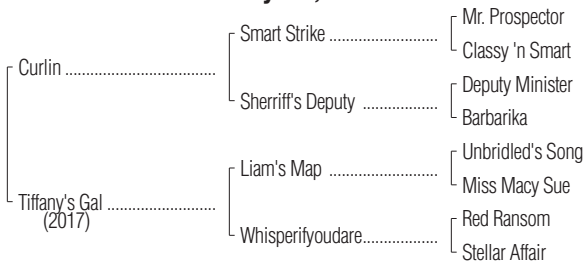 Mr. Prospector
Smart Strike ......................
Classy 'n Smart
Curlin ..............................
Deputy Minister
Sherriff's Deputy ...............
Barbarika
Unbridled's Song
Liam's Map ......................
Miss Macy Sue
Tiffany's Gal ......................
(2017)
Red Ransom
Whisperifyoudare...............
Stellar Affair